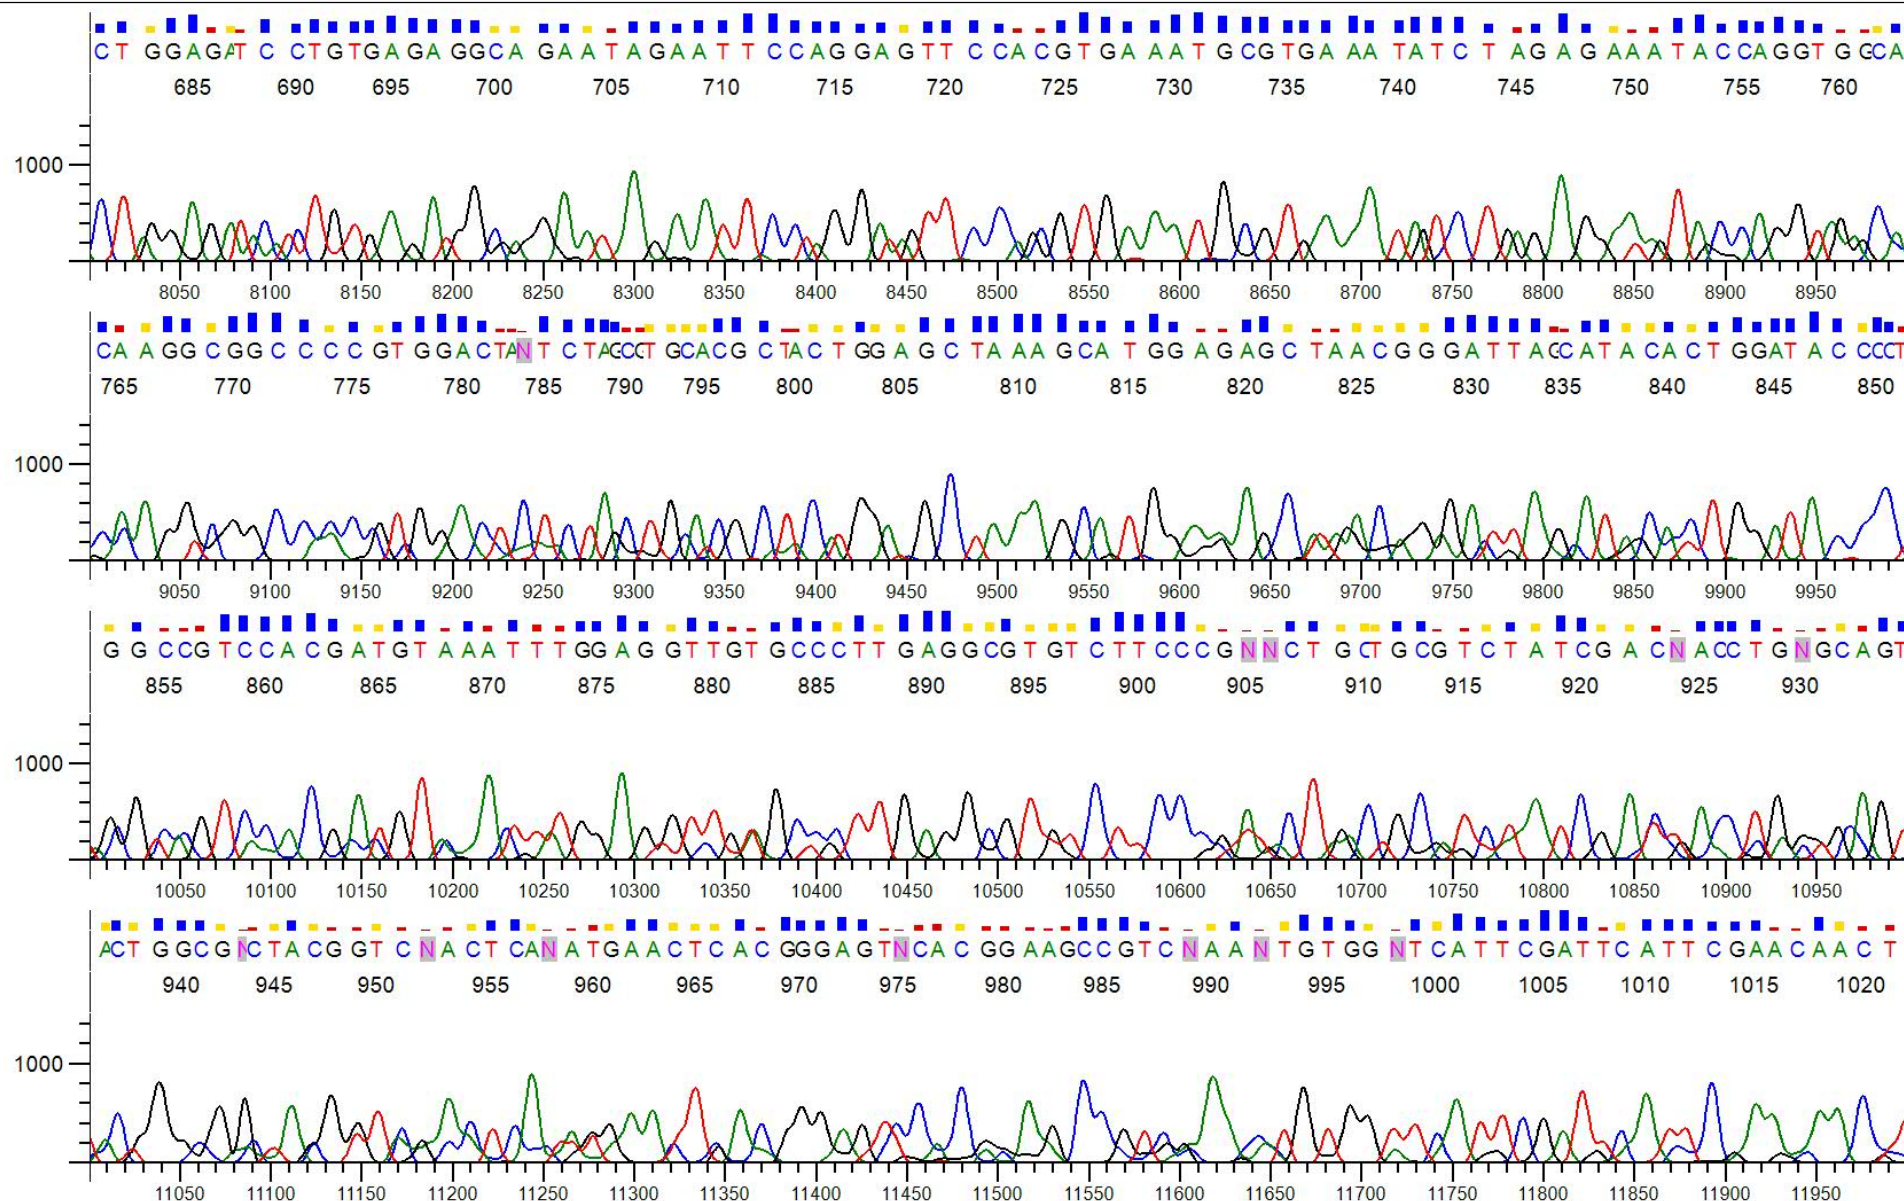 CT GGAGAT C CTGTGAGAGGCA GAATAGAATT CCAGGAGTT CCACGTGAAATGCGTGAAA TATC T AGAGAAATACCAGGTGGCA
685 690 695 700 705 710 715 720 725 730 735 740 745 750 755 760
1000
8050 8100 8150 8200 8250 8300 8350 8400 8450 8500 8550 8600 8650 8700 8750 8800 8850 8900 8950
CAAGGCGGCCCCGTGGACTANTCTAGCGTGCACGCTACTGGAGCTAAAGCATGGAGAGCTAACGGGATTAGCATACACTGGATACCCCT
765 770 775 780 785 790 795 800 805 810 815 820 825 830 835 840 845 850
1000
9050 9100 9150 9200 9250 9300 9350 9400 9450 9500 9550 9600 9650 9700 9750 9800 9850 9900 9950
GGCCGTCCACGATGTAAATTTGGAGGTTGTGCCCTTGAGGCGTGTCTTCCCGNNCTGCTGCGTCTATCGACNACCTGNGCAGT
855 860 865 870 875 880 885 890 895 900 905 910 915 920 925 930
1000
10050 10100 10150 10200 10250 10300 10350 10400 10450 10500 10550 10600 10650 10700 10750 10800 10850 10900 10950
ACTGGCGNCTACGGTCNACTCANATGAACTCACGGGAGTNCACGGAAGCCGTCNAANTGTGGNTCATTCGATTCATTCGAACAACT
940 945 950 955 960 965 970 975 980 985 990 995 1000 1005 1010 1015 1020
1000
11050 11100 11150 11200 11250 11300 11350 11400 11450 11500 11550 11600 11650 11700 11750 11800 11850 11900 11950